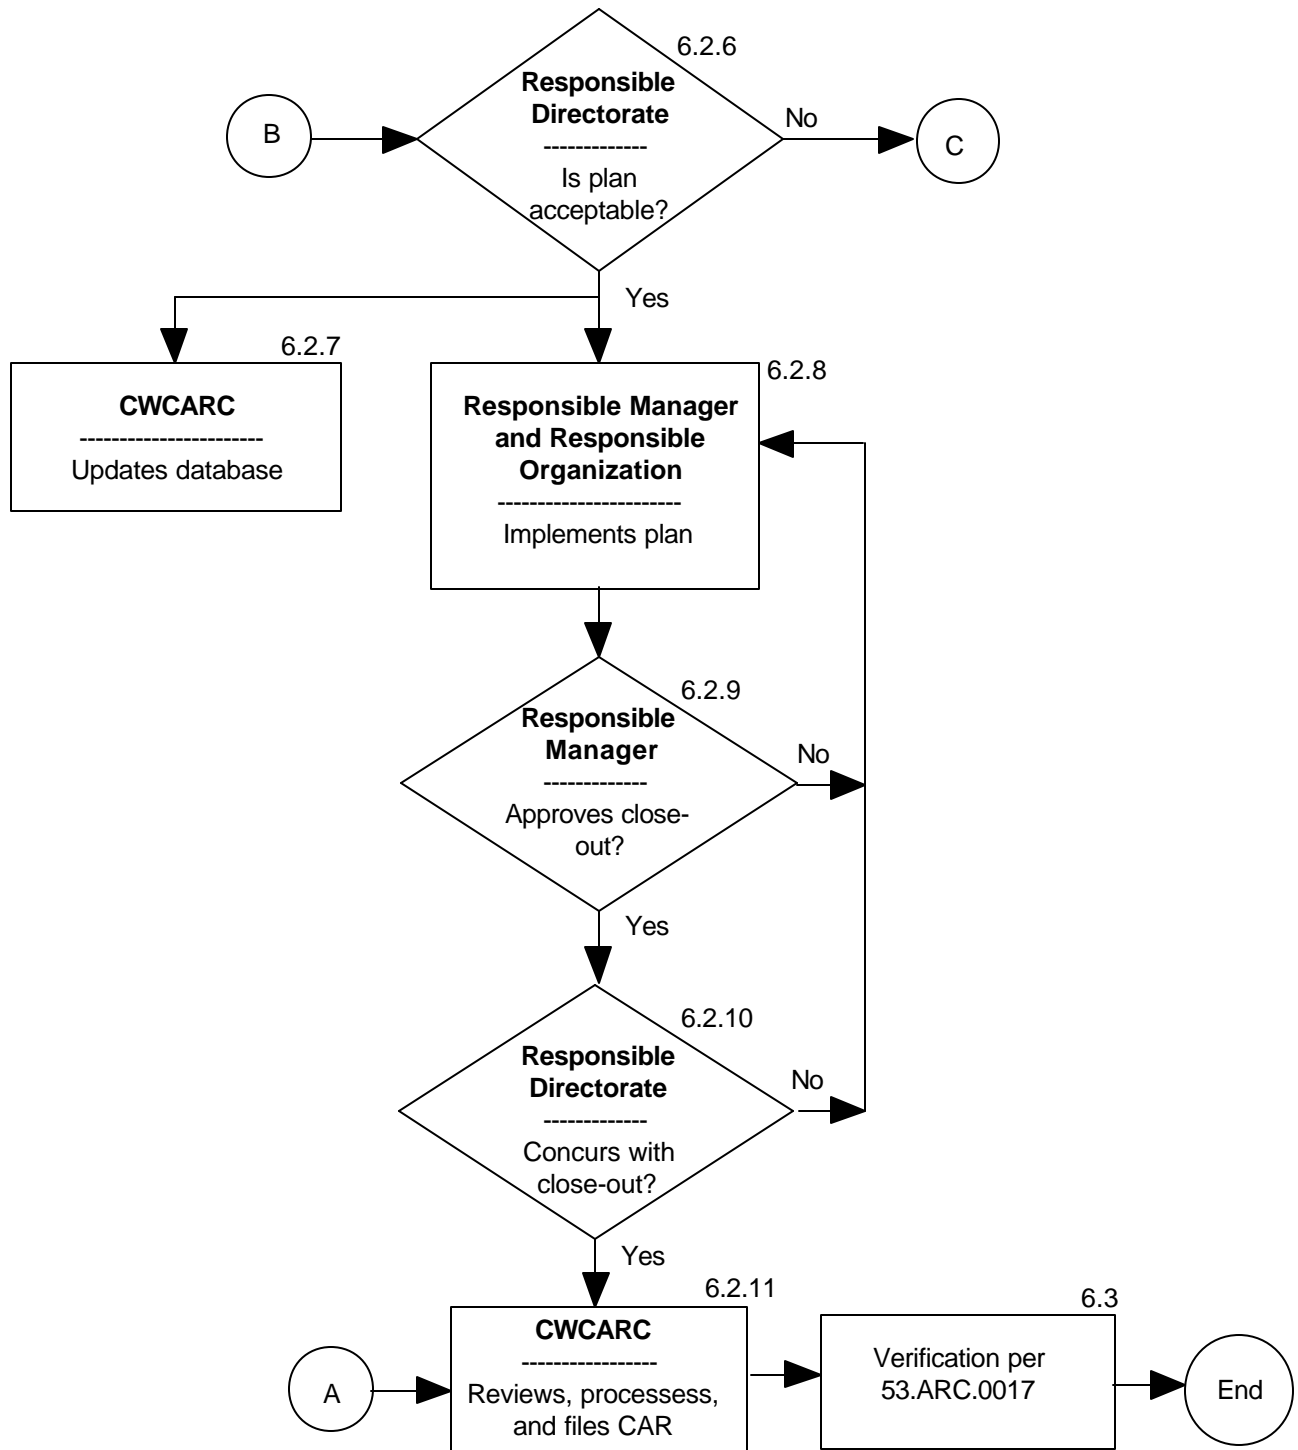 6.2.6
Responsible
Directorate
-------------
Is plan
acceptable?
B
No
C
Yes
6.2.7
CWCARC
-----------------------
Updates database
6.2.8
Responsible Manager
and Responsible
Organization
-----------------------
Implements plan
6.2.9
Responsible
Manager
-------------
Approves close-
out?
No
Yes
6.2.10
Responsible
Directorate
-------------
Concurs with
close-out?
No
Yes
6.2.11
CWCARC
-----------------
Reviews, processess,
and files CAR
A
6.3
Verification per
53.ARC.0017
End